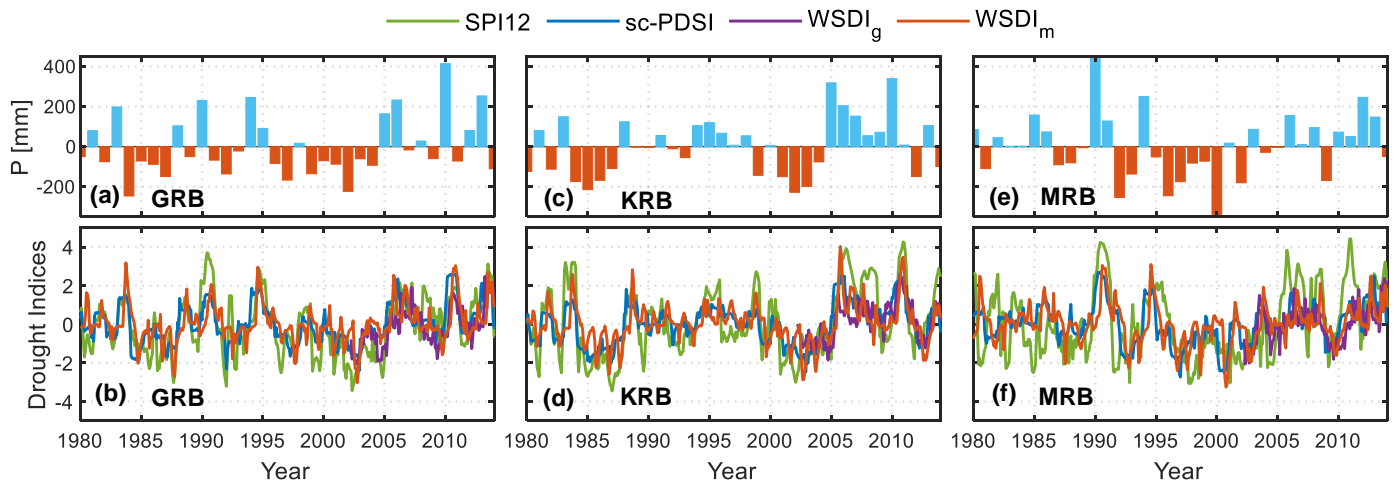 SPI12 sc-PDSI WSDIg WSDIm
P [mm]
400
200
0
-200
(a) GRB
(c) KRB
(e) MRB
Drought Indices
4
2
0
-2
-4
(b) GRB
(d) KRB
(f) MRB
1980 1985 1990 1995 2000 2005 2010
1980 1985 1990 1995 2000 2005 2010
1980 1985 1990 1995 2000 2005 2010
Year
Year
Year